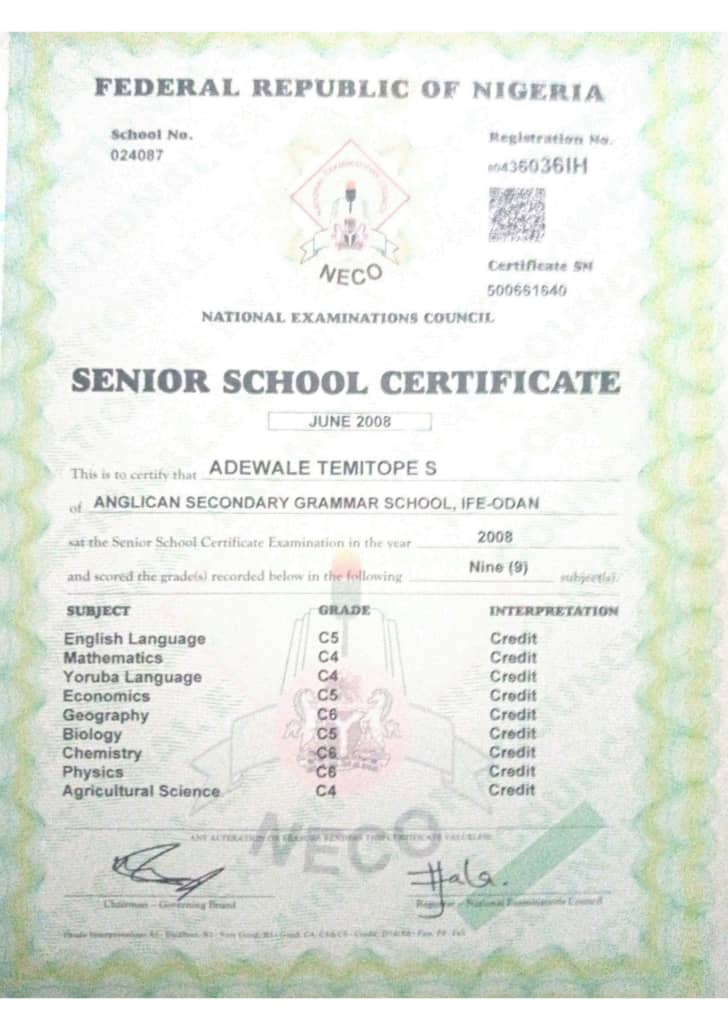 FEDERAL REPUBLIC OF NIGERIA
School No.
024087
Registration No.
80436036IH
NECO
Certificate SN
500661640
NATIONAL EXAMINATIONS COUNCIL
SENIOR SCHOOL CERTIFICATE
JUNE 2008
This is to certify that ADEWALE TEMITOPE S
of ANGLICAN SECONDARY GRAMMAR SCHOOL, IFE-ODAN
sat the Senior School Certificate Examination in the year 2008
and scored the grade(s) recorded below in the following Nine (9) subject(s).
SUBJECT GRADE INTERPRETATION
English Language C5 Credit
Mathematics C4 Credit
Yoruba Language C4 Credit
Economics C5 Credit
Geography C6 Credit
Biology C5 Credit
Chemistry C6 Credit
Physics C6 Credit
Agricultural Science C4 Credit
NECO
ANY ALTERATION OR ERASURE RENDERS THIS CERTIFICATE VALUELESS
Chairman - Governing Board
Registrar - National Examinations Council